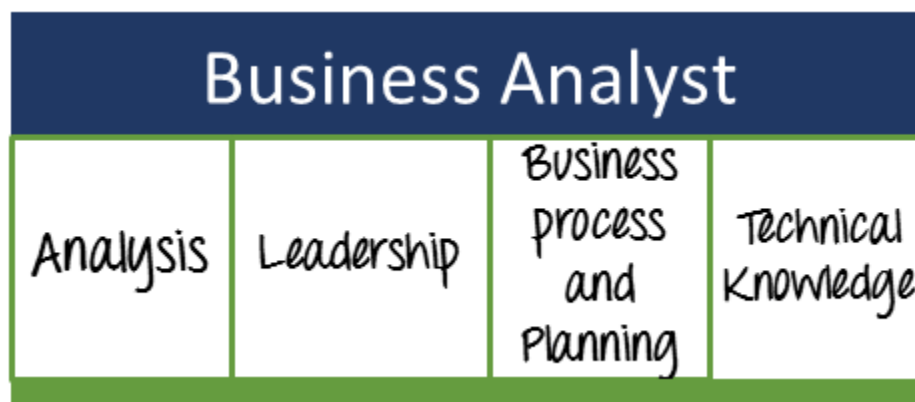 Business Analyst
Analysis
Leadership
Business
process
and
Planning
Technical
Knowledge